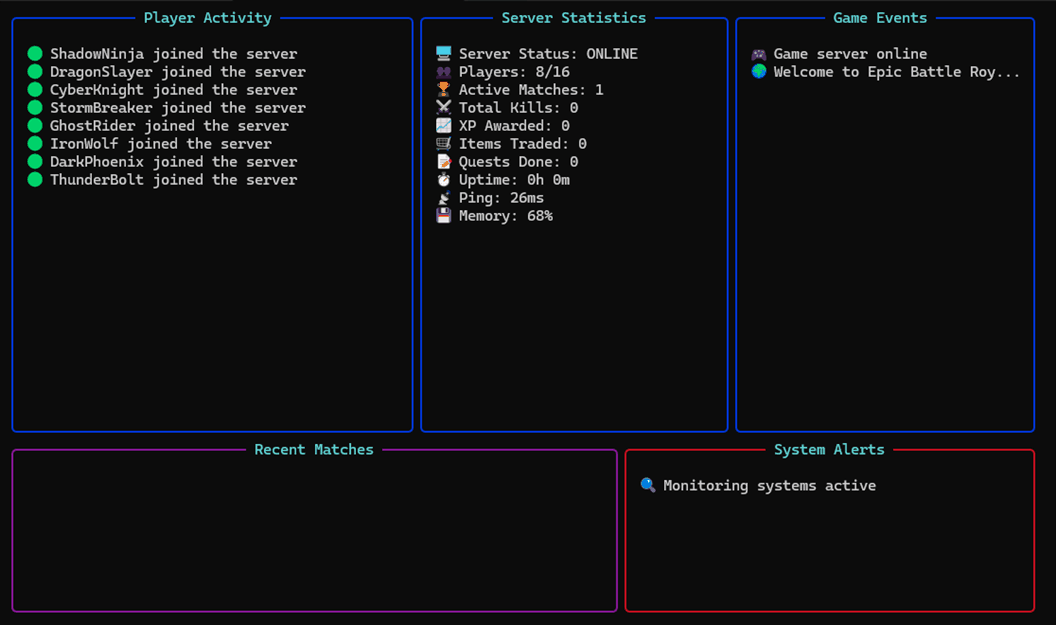 Player Activity
ShadowNinja joined the server
DragonSlayer joined the server
CyberKnight joined the server
StormBreaker joined the server
GhostRider joined the server
IronWolf joined the server
DarkPhoenix joined the server
ThunderBolt joined the server
Server Statistics
Server Status: ONLINE
Players: 8/16
Active Matches: 1
Total Kills: 0
XP Awarded: 0
Items Traded: 0
Quests Done: 0
Uptime: 0h 0m
Ping: 26ms
Memory: 68%
Game Events
Game server online
Welcome to Epic Battle Roy...
Recent Matches
System Alerts
Monitoring systems active